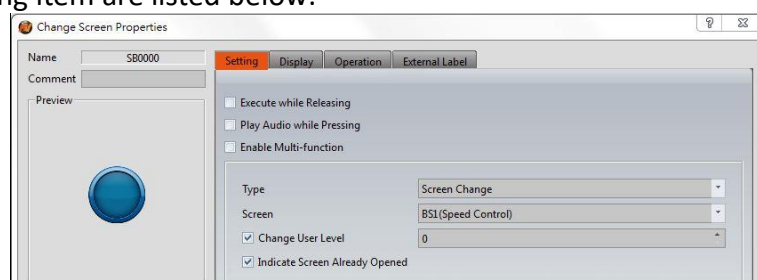 ng item are listed below:
Change Screen Properties
Name SB0000
Comment
Preview
Setting Display Operation External Label
Execute while Releasing
Play Audio while Pressing
Enable Multi-function
Type Screen Change
Screen BS1(Speed Control)
Change User Level 0
Indicate Screen Already Opened